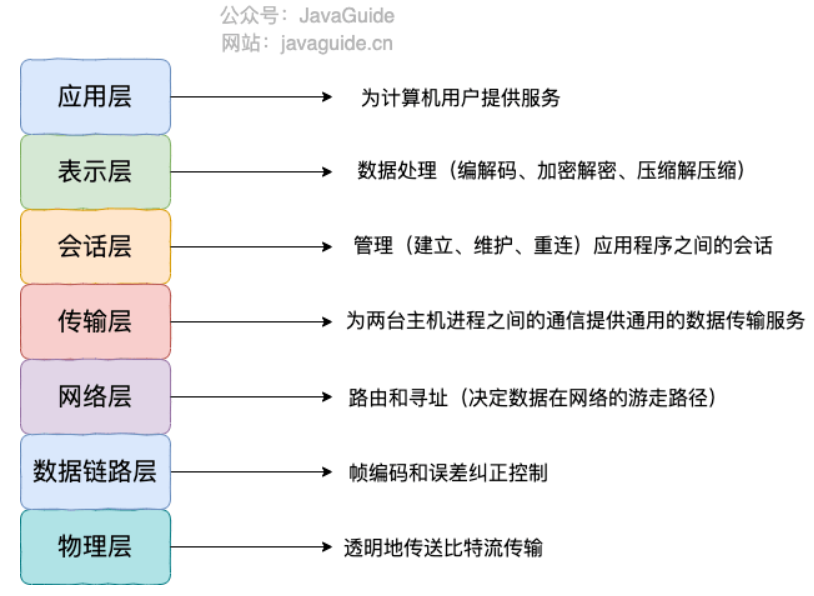 公众号：JavaGuide
网站：javaguide.cn
应用层
为计算机用户提供服务
表示层
数据处理（编解码、加密解密、压缩解压缩）
会话层
管理（建立、维护、重连）应用程序之间的会话
传输层
为两台主机进程之间的通信提供通用的数据传输服务
网络层
路由和寻址（决定数据在网络的游走路径）
数据链路层
帧编码和误差纠正控制
物理层
透明地传送比特流传输